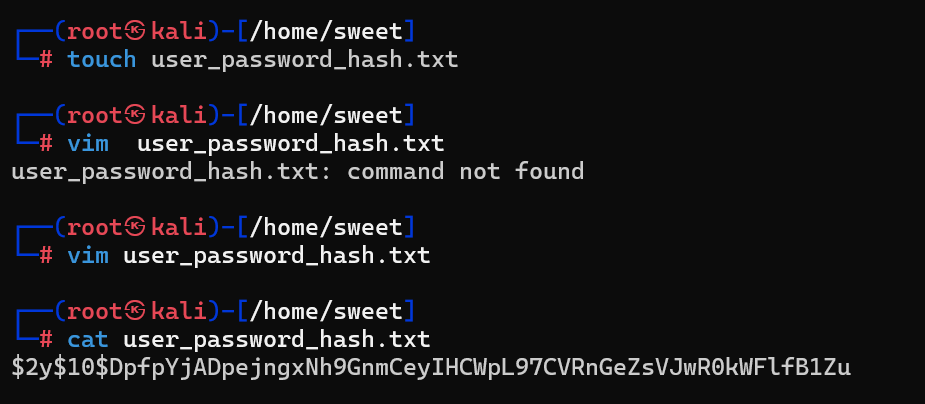 ┌──(root㉿kali)-[/home/sweet]
└─# touch user_password_hash.txt
┌──(root㉿kali)-[/home/sweet]
└─# vim  user_password_hash.txt
user_password_hash.txt: command not found
┌──(root㉿kali)-[/home/sweet]
└─# vim user_password_hash.txt
┌──(root㉿kali)-[/home/sweet]
└─# cat user_password_hash.txt
$2y$10$DpfpYjADpejngxNh9GnmCeyIHCWpL97CVRnGeZsVJwR0kWFlfB1Zu